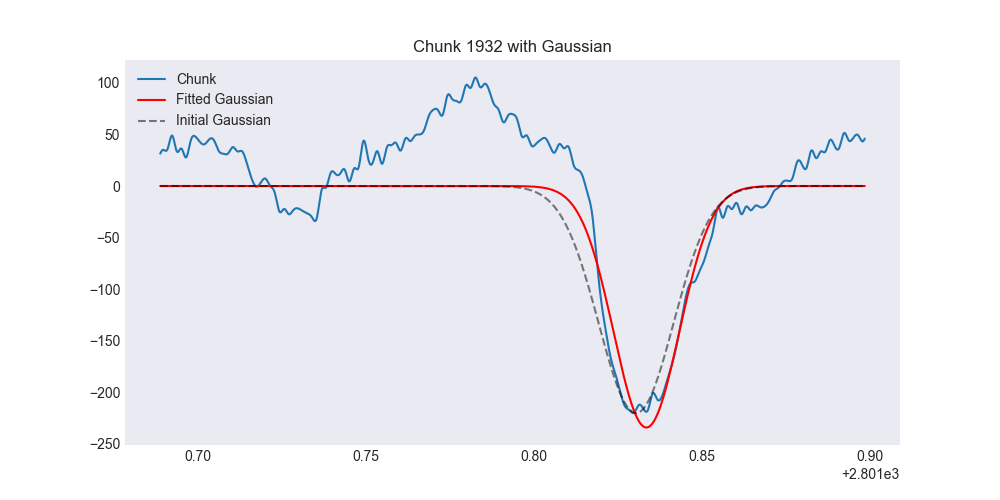 Chunk 1932 with Gaussian
Chunk
Fitted Gaussian
Initial Gaussian
100
50
0
−50
−100
−150
−200
−250
0.70 0.75 0.80 0.85 0.90
+2.801e3